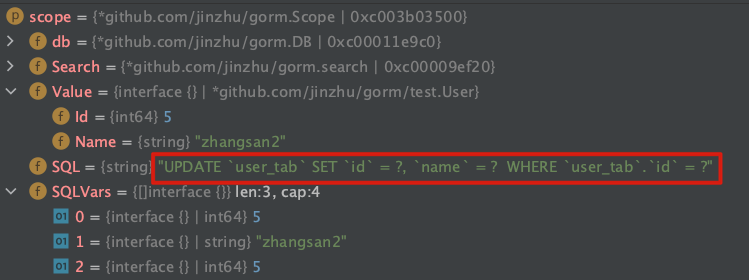 p scope = {*github.com/jinzhu/gorm.Scope | 0xc003b03500}
f db = {*github.com/jinzhu/gorm.DB | 0xc00011e9c0}
f Search = {*github.com/jinzhu/gorm.search | 0xc00009ef20}
f Value = {interface {} | *github.com/jinzhu/gorm/test.User}
f Id = {int64} 5
f Name = {string} "zhangsan2"
f SQL = {string} "UPDATE `user_tab` SET `id` = ?, `name` = ?  WHERE `user_tab`.`id` = ?"
f SQLVars = {[]interface {}} len:3, cap:4
01 0 = {interface {} | int64} 5
01 1 = {interface {} | string} "zhangsan2"
01 2 = {interface {} | int64} 5